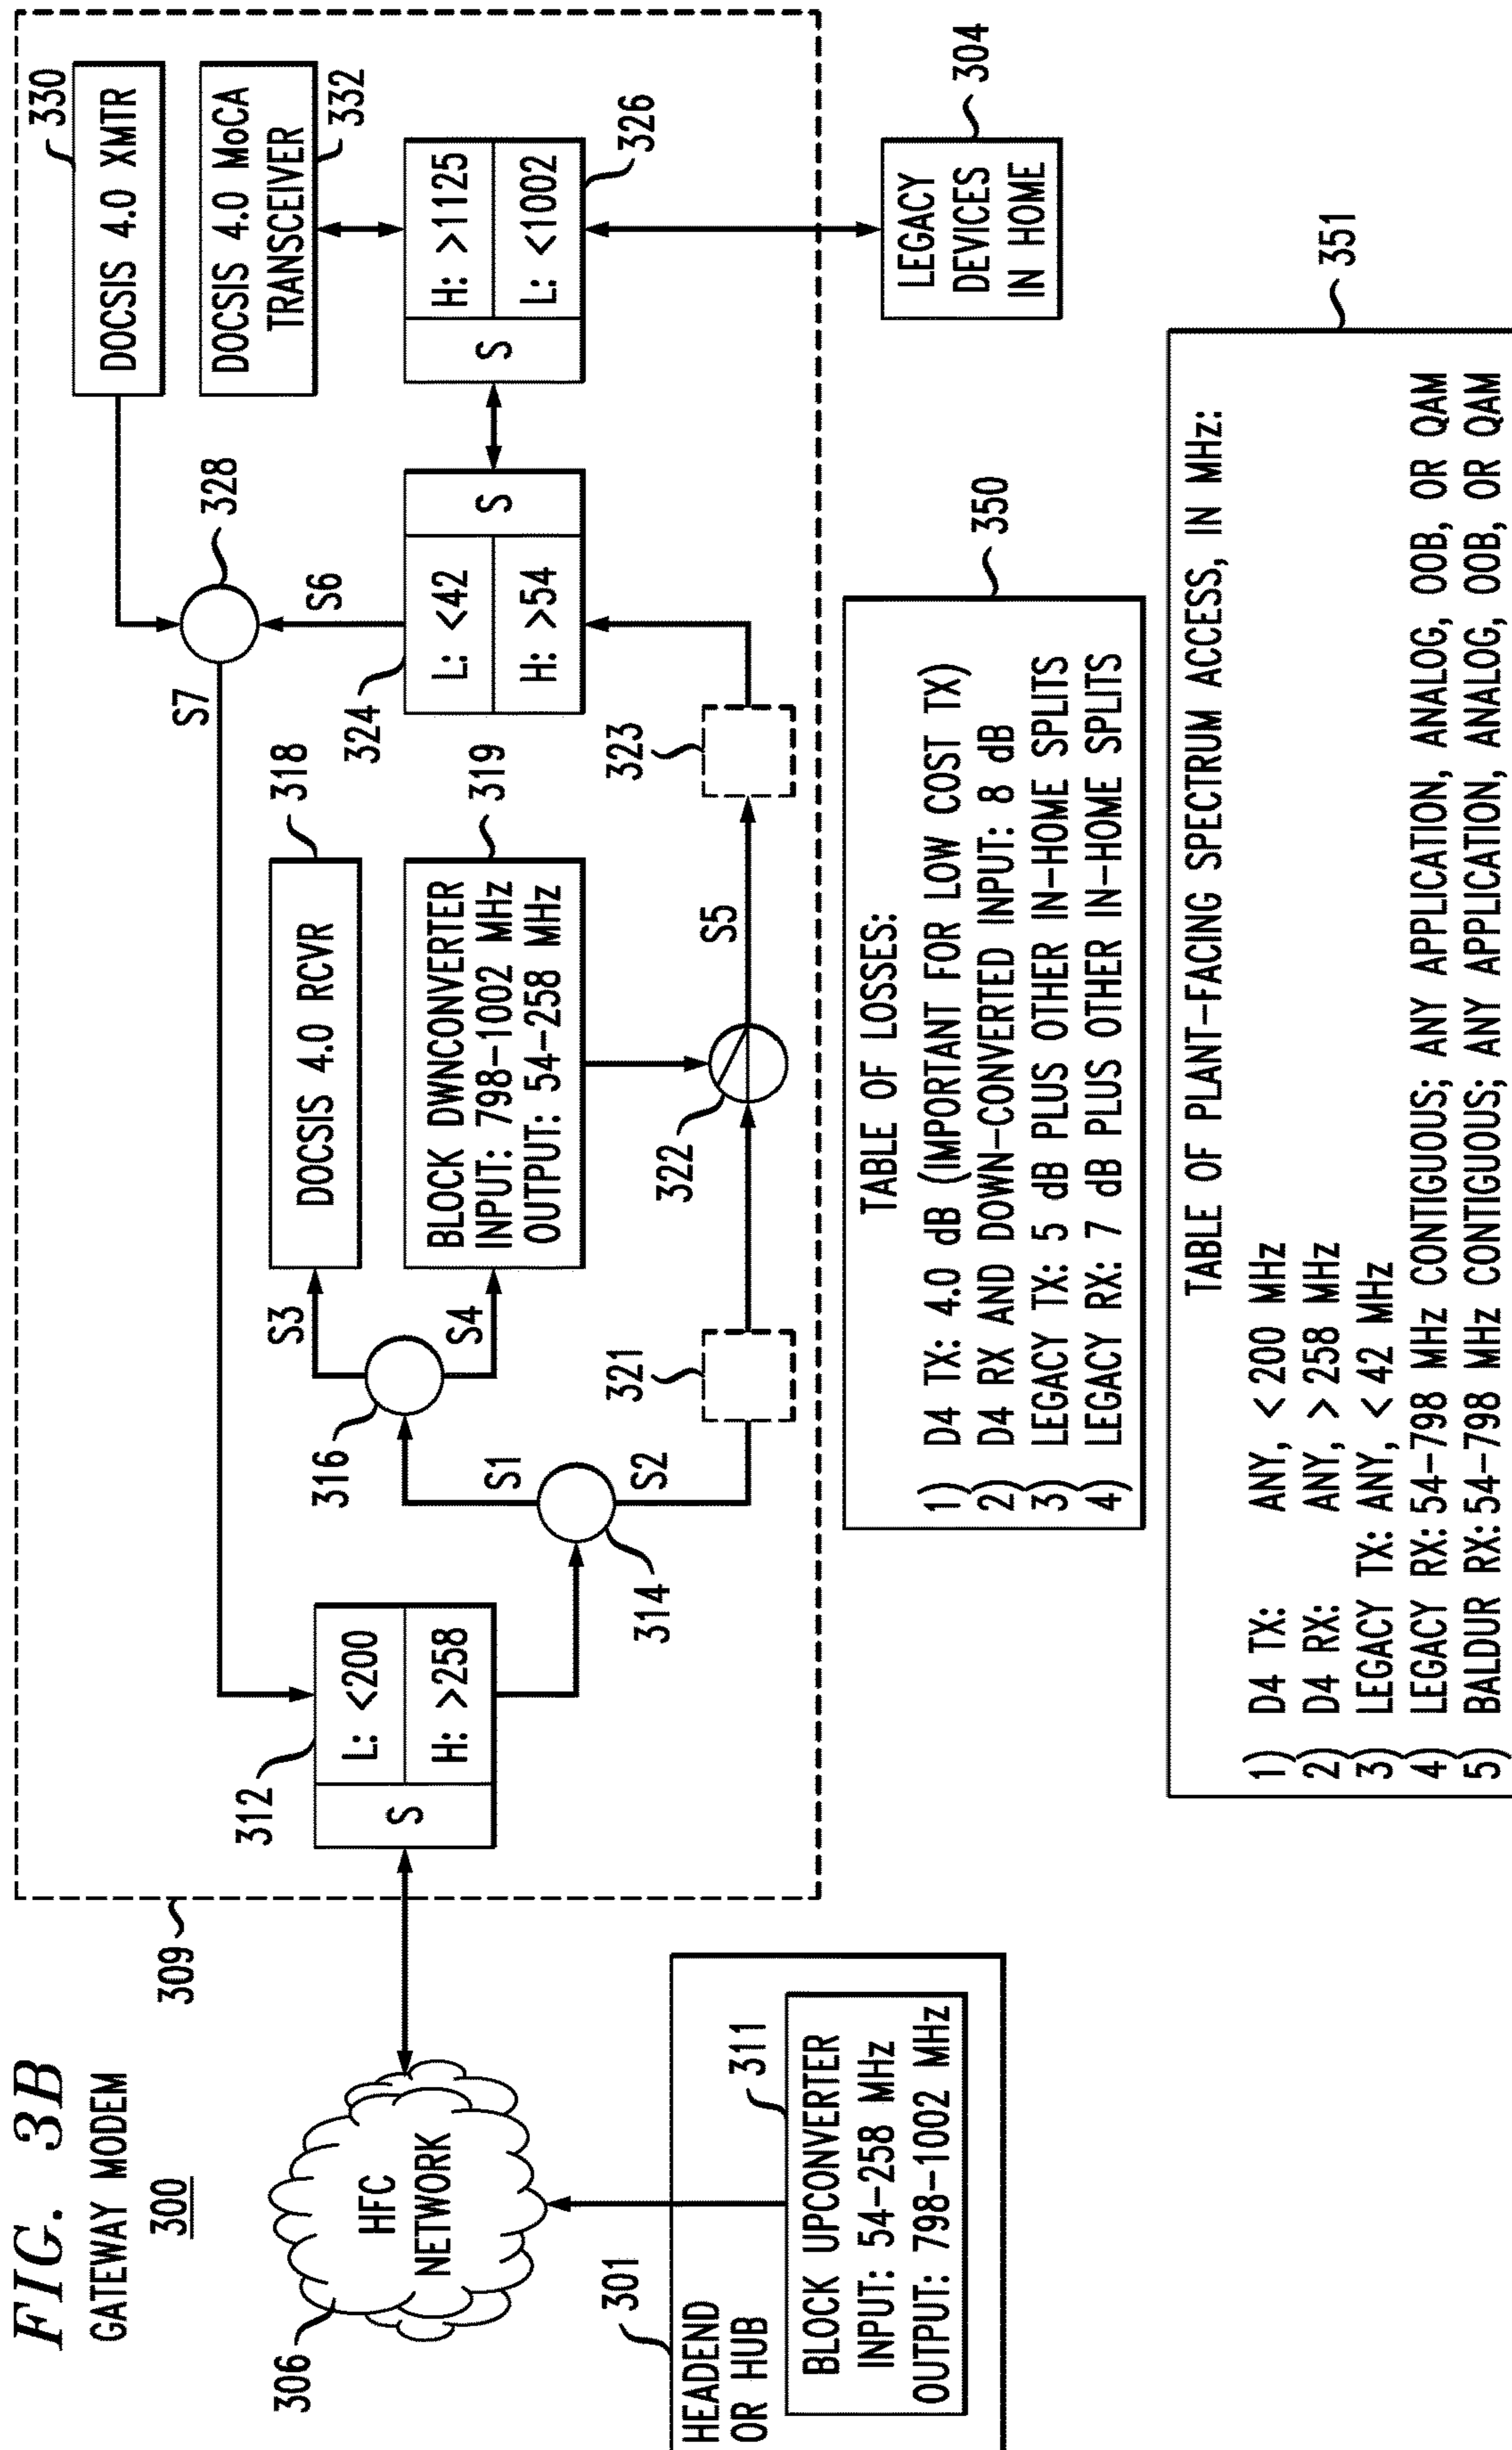 FIG. 3B
GATEWAY MODEM
300
306
HFC
NETWORK
301
HEADEND
OR HUB
311
BLOCK UPCONVERTER
INPUT: 54-258 MHz
OUTPUT: 798-1002 MHz
309
312
S
L: <200
H: >258
314
S1
S2
316
S3
S4
318
DOCSIS 4.0 RCVR
319
BLOCK DWNCONVERTER
INPUT: 798-1002 MHz
OUTPUT: 54-258 MHz
321
322
S5
323
324
L: <42
H: >54
S
S6
S7
328
330
DOCSIS 4.0 XMTR
332
DOCSIS 4.0 MoCA
TRANSCEIVER
S
H: >1125
L: <1002
326
304
LEGACY
DEVICES
IN HOME
350
TABLE OF LOSSES:
1) D4 TX: 4.0 dB (IMPORTANT FOR LOW COST TX)
2) D4 RX AND DOWN-CONVERTED INPUT: 8 dB
3) LEGACY TX: 5 dB PLUS OTHER IN-HOME SPLITS
4) LEGACY RX: 7 dB PLUS OTHER IN-HOME SPLITS
351
TABLE OF PLANT-FACING SPECTRUM ACCESS, IN MHz:
1) D4 TX: ANY, < 200 MHz
2) D4 RX: ANY, > 258 MHz
3) LEGACY TX: ANY, < 42 MHz
4) LEGACY RX: 54-798 MHz CONTIGUOUS; ANY APPLICATION, ANALOG, OOB, OR QAM
5) BALDUR RX: 54-798 MHz CONTIGUOUS; ANY APPLICATION, ANALOG, OOB, OR QAM